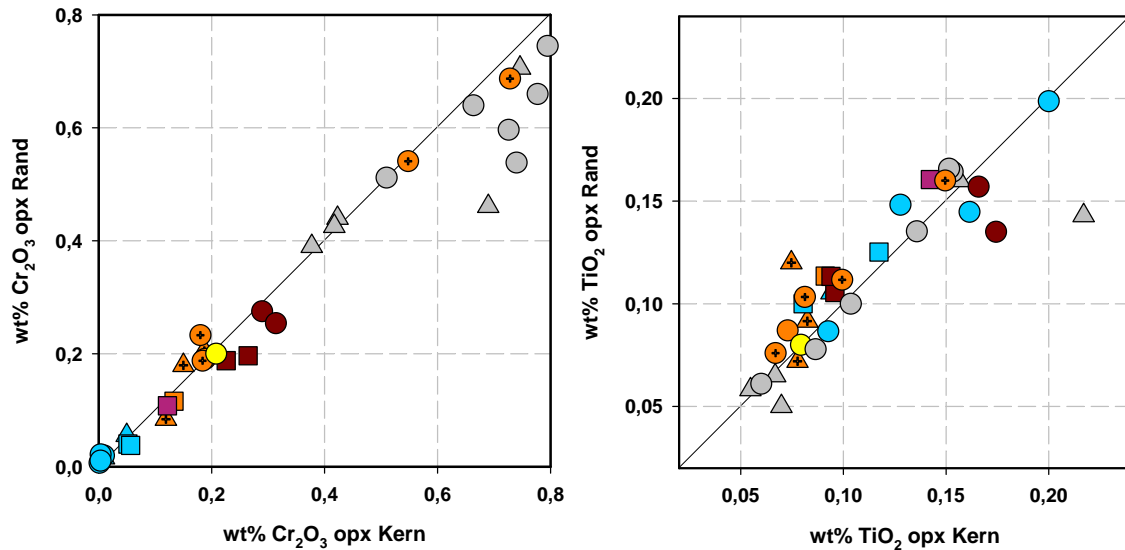 0,8
0,6
0,4
0,2
0,0
wt% Cr₂O₃ opx Rand
0,0 0,2 0,4 0,6 0,8
wt% Cr₂O₃ opx Kern
0,20
0,15
0,10
0,05
wt% TiO₂ opx Rand
0,05 0,10 0,15 0,20
wt% TiO₂ opx Kern